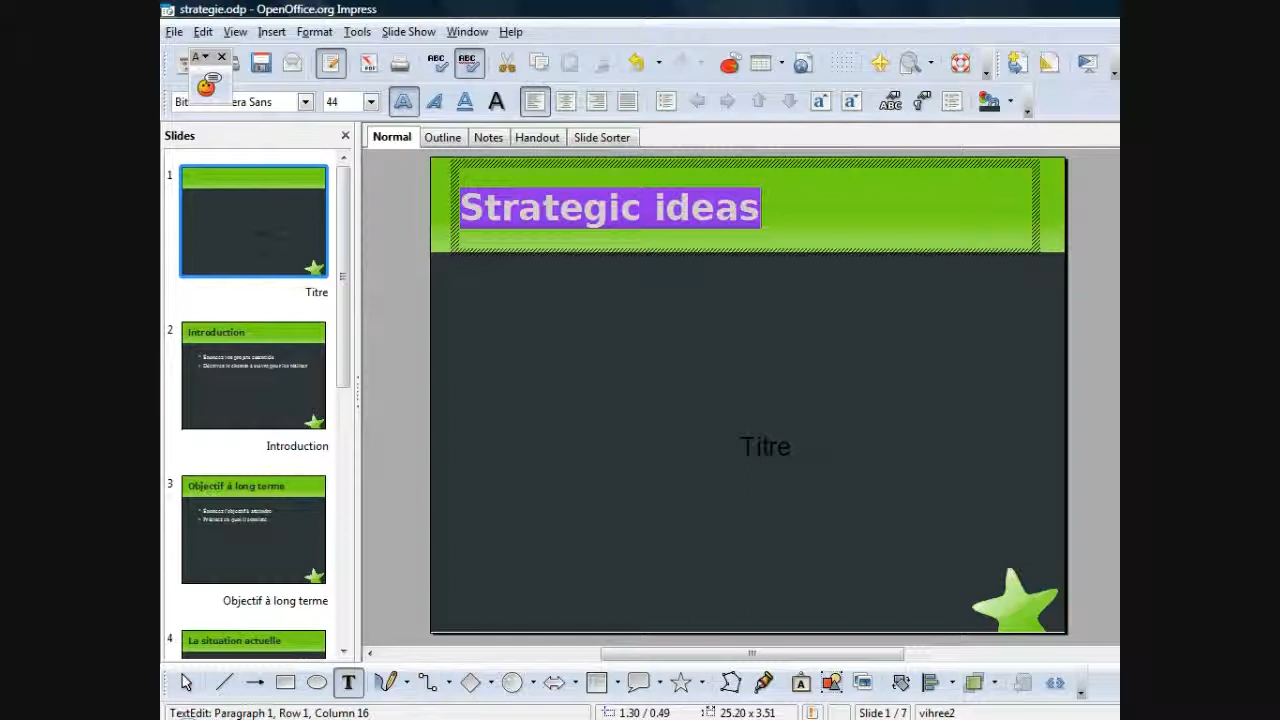 strategie.odp - OpenOffice.org Impress
File Edit View Insert Format Tools Slide Show Window Help
A
ABC ABC
Sans 44 A A A A
ABC
Slides
Normal Outline Notes Handout Slide Sorter
1
Titre
2
Introduction
Introduction
3
Objectif à long terme
Objectif à long terme
4
La situation actuelle
Strategic ideas
Titre
T
A
TextEdit: Paragraph 1, Row 1, Column 16 1.30 / 0.49 25.20 x 3.51 Slide 1 / 7 vihree2